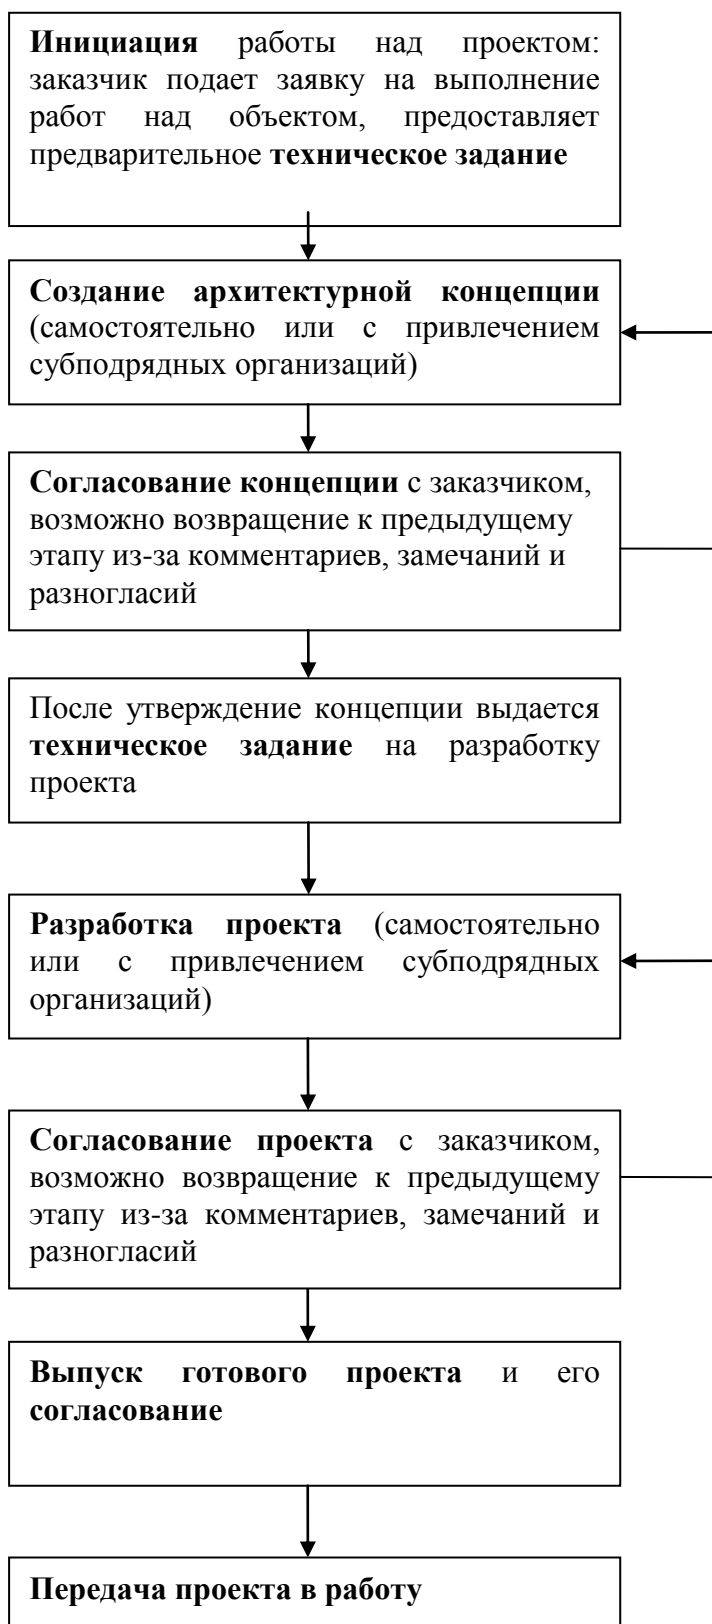 Инициация работы над проектом:
заказчик подает заявку на выполнение
работ над объектом, предоставляет
предварительное техническое задание
Создание архитектурной концепции
(самостоятельно или с привлечением
субподрядных организаций)
Согласование концепции с заказчиком,
возможно возвращение к предыдущему
этапу из-за комментариев, замечаний и
разногласий
После утверждение концепции выдается
техническое задание на разработку
проекта
Разработка проекта (самостоятельно
или с привлечением субподрядных
организаций)
Согласование проекта с заказчиком,
возможно возвращение к предыдущему
этапу из-за комментариев, замечаний и
разногласий
Выпуск готового проекта и его
согласование
Передача проекта в работу